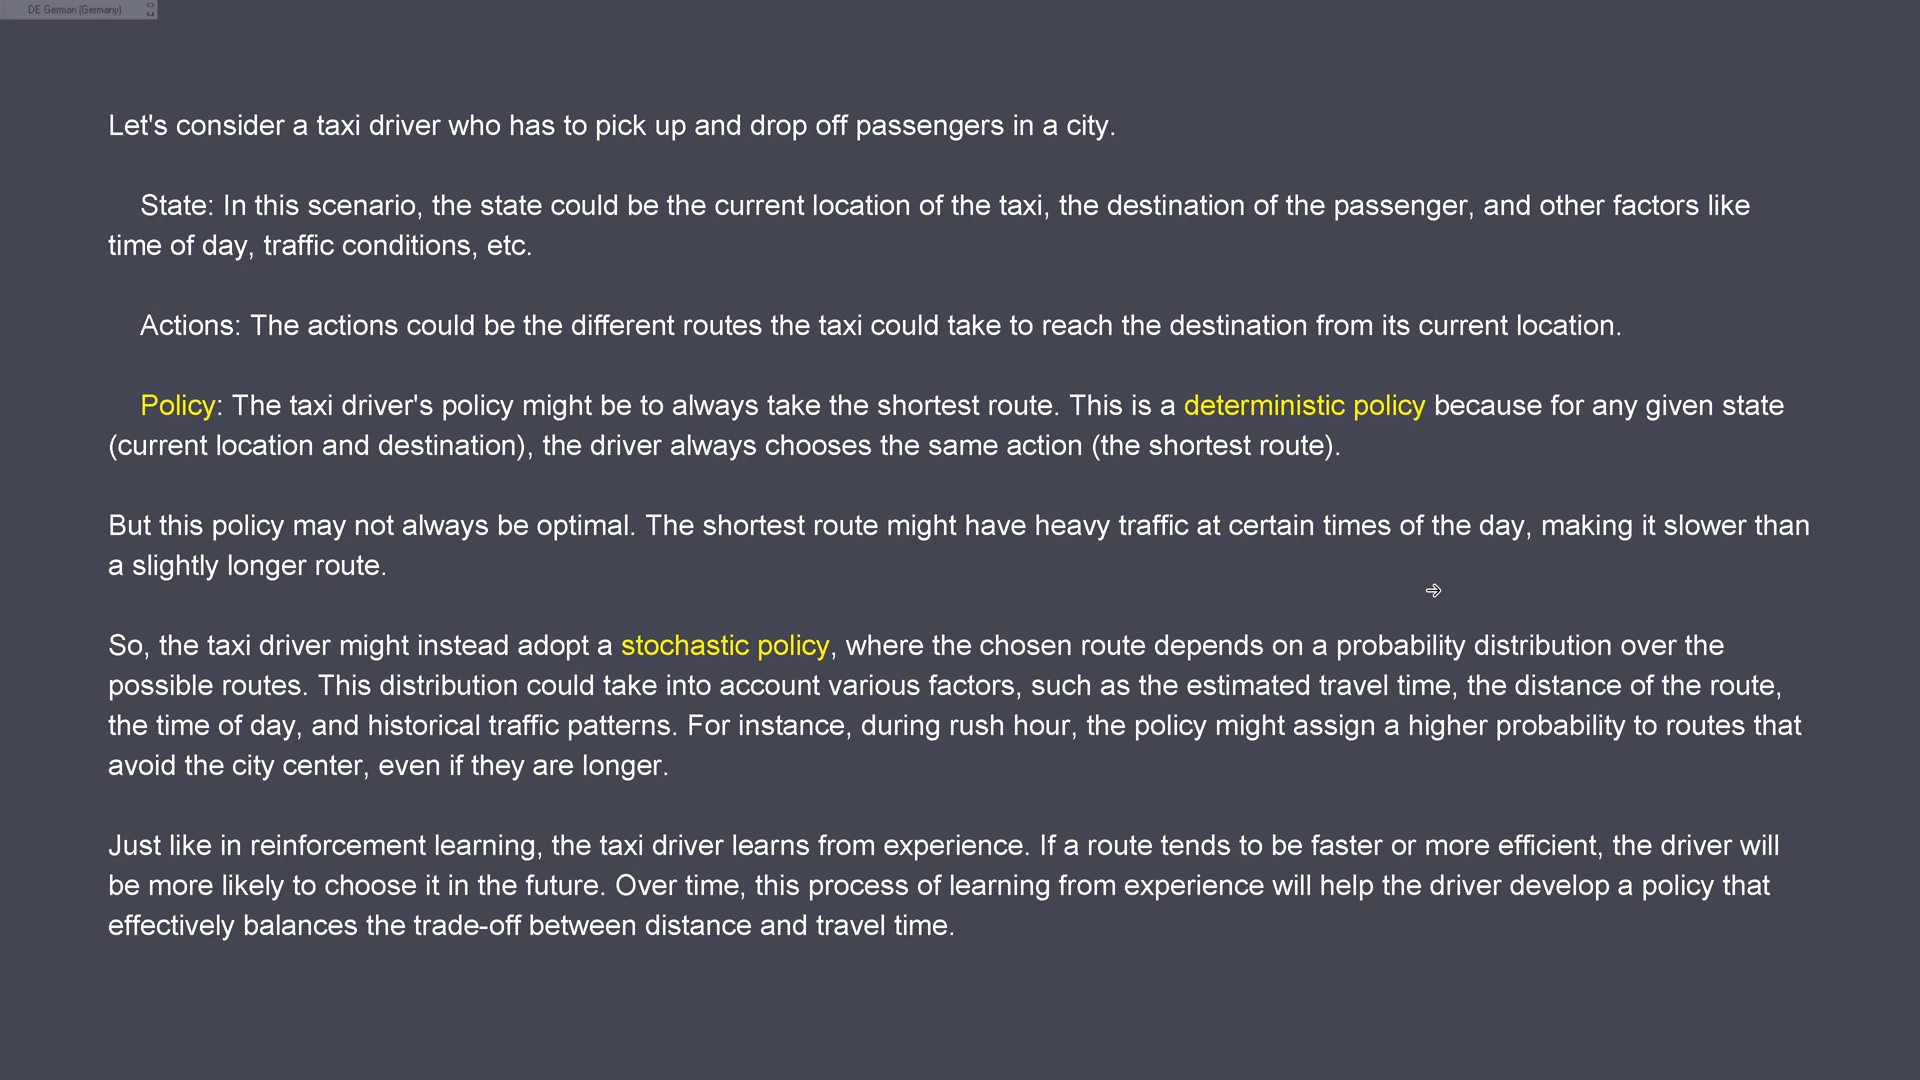 DE German (Germany)
Let's consider a taxi driver who has to pick up and drop off passengers in a city.
State: In this scenario, the state could be the current location of the taxi, the destination of the passenger, and other factors like
time of day, traffic conditions, etc.
Actions: The actions could be the different routes the taxi could take to reach the destination from its current location.
Policy: The taxi driver's policy might be to always take the shortest route. This is a deterministic policy because for any given state
(current location and destination), the driver always chooses the same action (the shortest route).
But this policy may not always be optimal. The shortest route might have heavy traffic at certain times of the day, making it slower than
a slightly longer route.
So, the taxi driver might instead adopt a stochastic policy, where the chosen route depends on a probability distribution over the
possible routes. This distribution could take into account various factors, such as the estimated travel time, the distance of the route,
the time of day, and historical traffic patterns. For instance, during rush hour, the policy might assign a higher probability to routes that
avoid the city center, even if they are longer.
Just like in reinforcement learning, the taxi driver learns from experience. If a route tends to be faster or more efficient, the driver will
be more likely to choose it in the future. Over time, this process of learning from experience will help the driver develop a policy that
effectively balances the trade-off between distance and travel time.